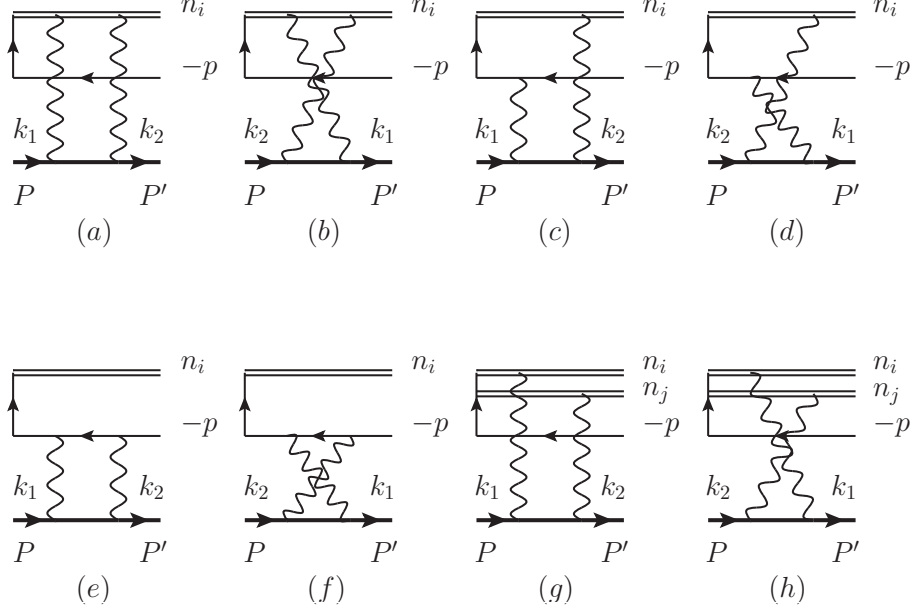 n_i n_i n_i n_i
−p −p −p −p
k_1 k_2 k_2 k_1 k_1 k_2 k_2 k_1
P P′ P P′ P P′ P P′
(a) (b) (c) (d)
n_i n_i n_i n_i
n_j n_j
−p −p −p −p
k_1 k_2 k_2 k_1 k_1 k_2 k_2 k_1
P P′ P P′ P P′ P P′
(e) (f) (g) (h)